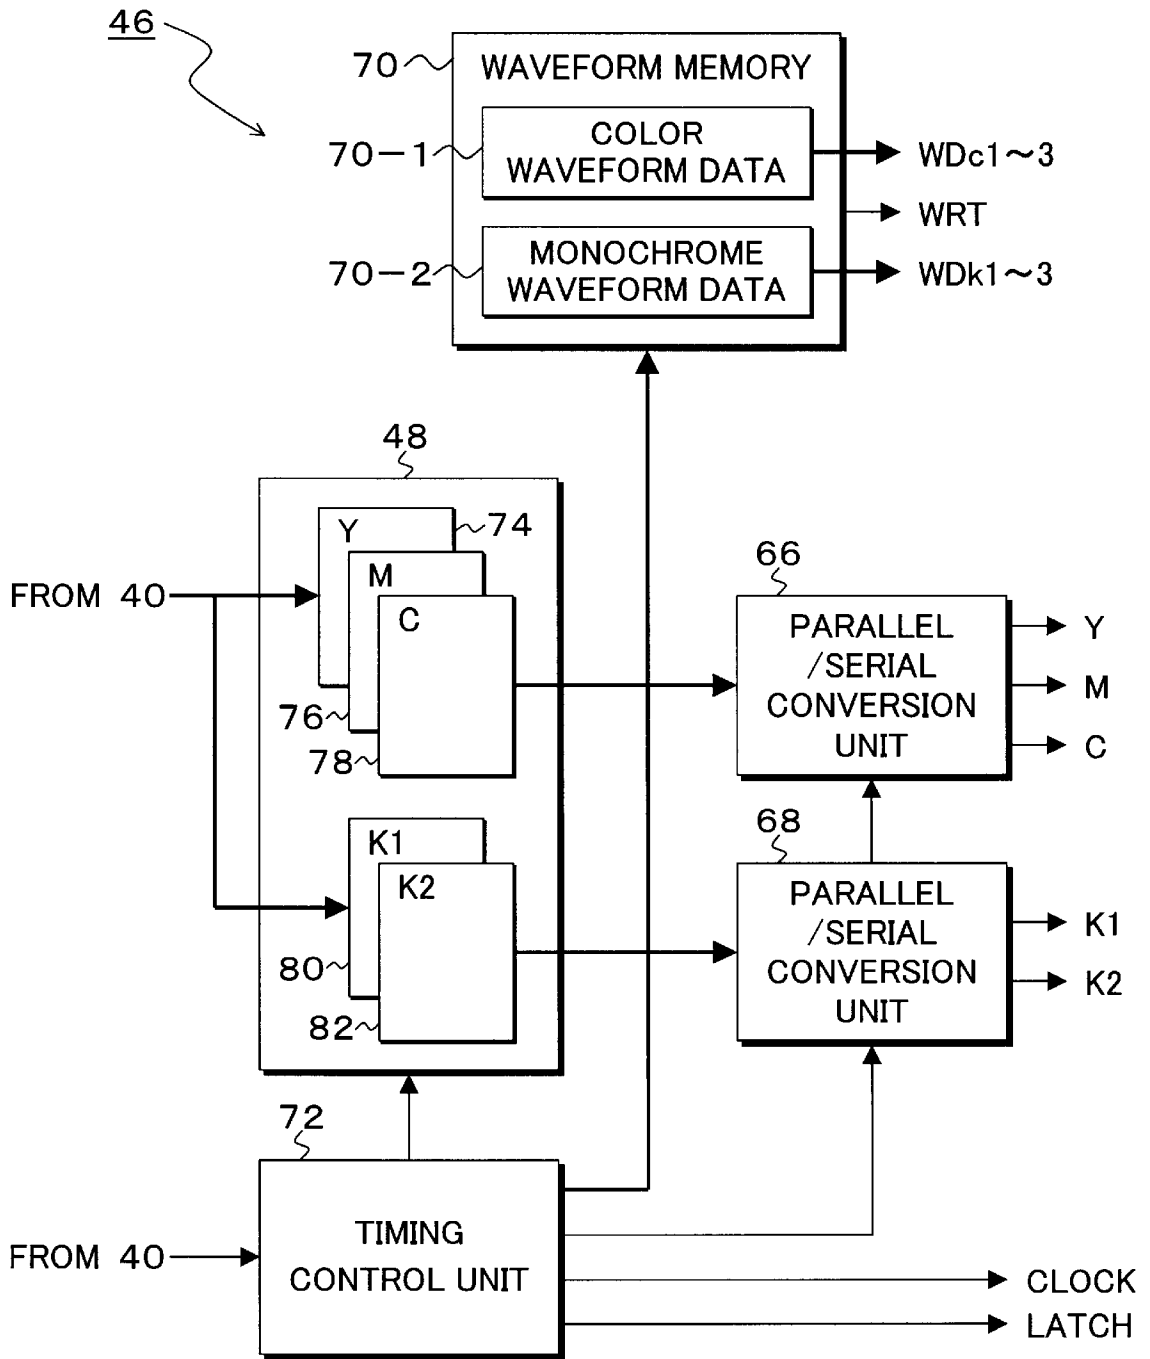 46
70
WAVEFORM MEMORY
70-1
COLOR
WAVEFORM DATA
WDc1~3
WRT
70-2
MONOCHROME
WAVEFORM DATA
WDk1~3
48
Y
74
M
C
76
78
FROM 40
66
PARALLEL
/SERIAL
CONVERSION
UNIT
Y
M
C
K1
K2
80
82
68
PARALLEL
/SERIAL
CONVERSION
UNIT
K1
K2
72
FROM 40
TIMING
CONTROL UNIT
CLOCK
LATCH